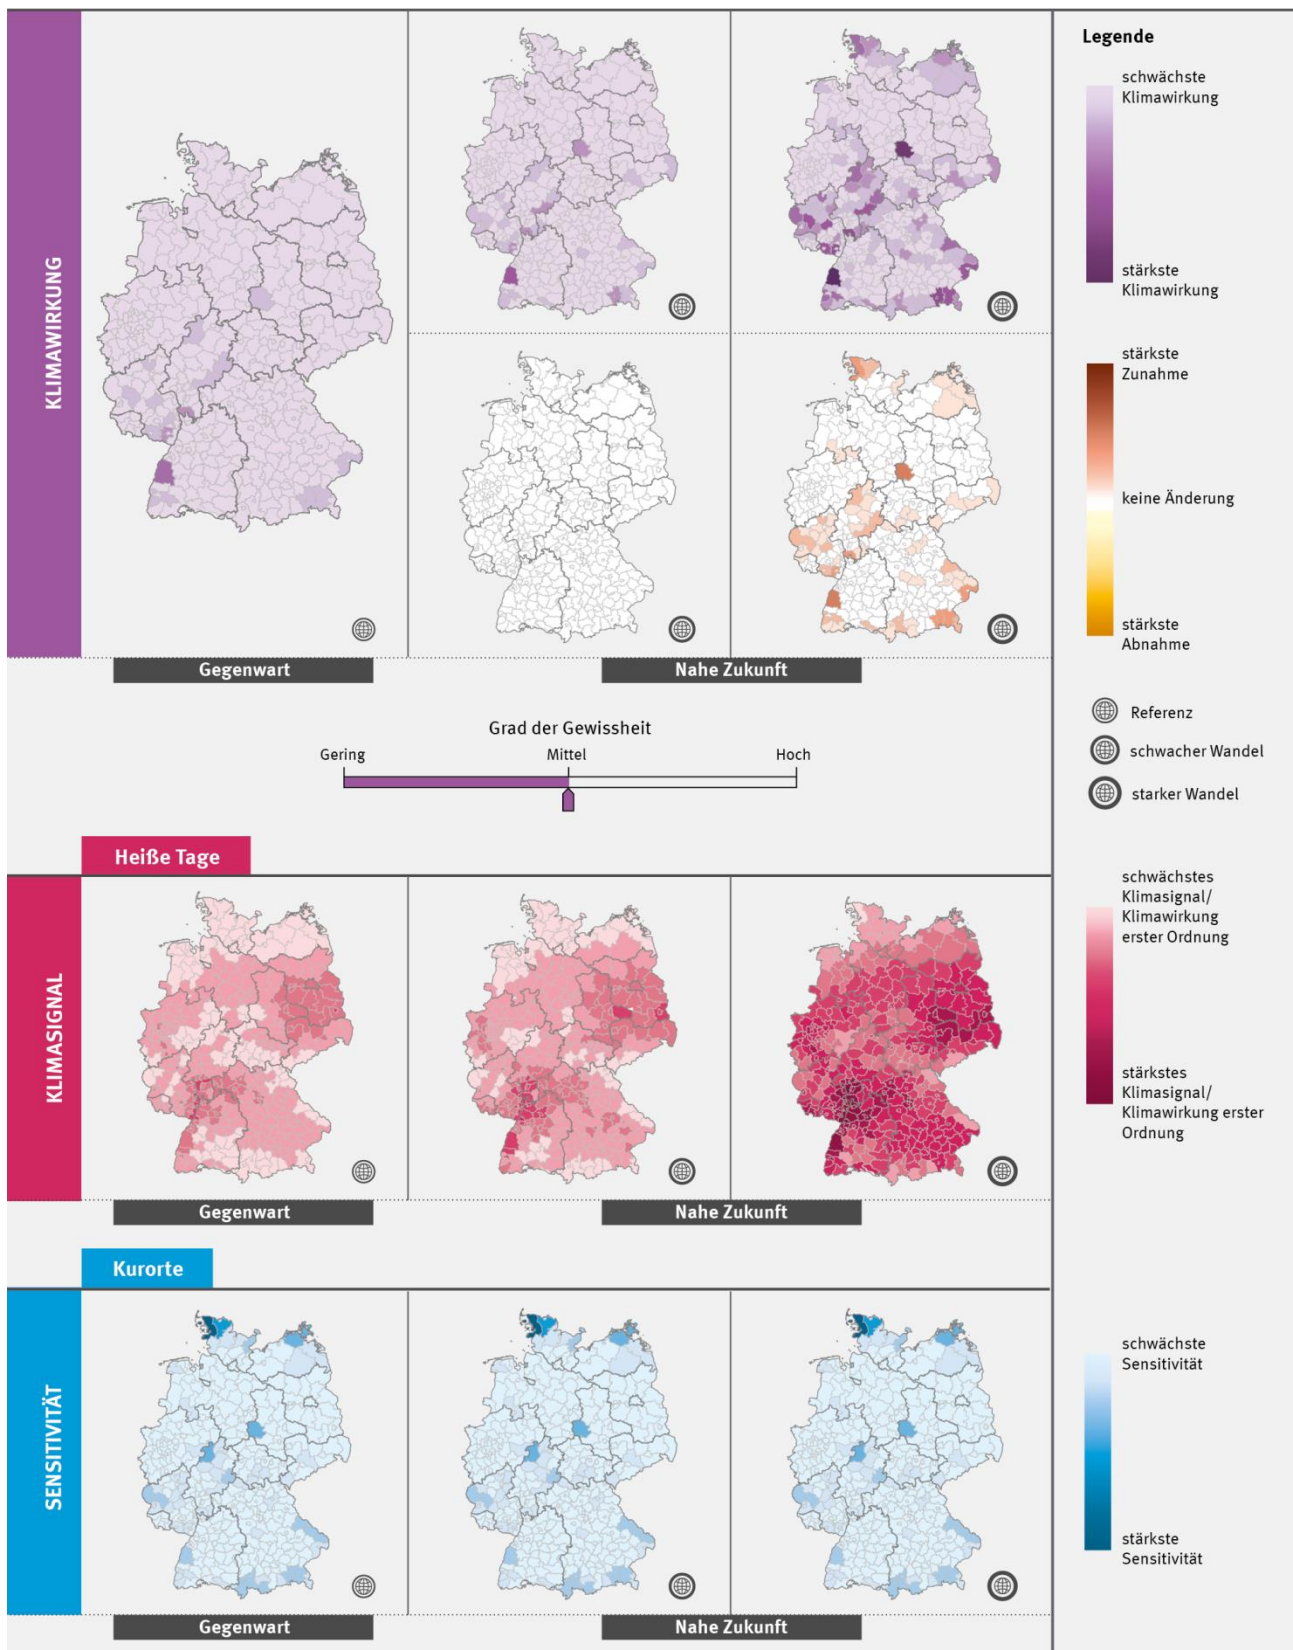 KLIMAWIRKUNG
Gegenwart
Nahe Zukunft
Grad der Gewissheit
Gering
Mittel
Hoch
Heiße Tage
KLIMASIGNAL
Gegenwart
Nahe Zukunft
Kurorte
SENSITIVITÄT
Gegenwart
Nahe Zukunft
Legende
schwächste
Klimawirkung
stärkste
Klimawirkung
stärkste
Zunahme
keine Änderung
stärkste
Abnahme
Referenz
schwacher Wandel
starker Wandel
schwächstes
Klimasignal/
Klimawirkung
erster Ordnung
stärkstes
Klimasignal/
Klimawirkung erster
Ordnung
schwächste
Sensitivität
stärkste
Sensitivität